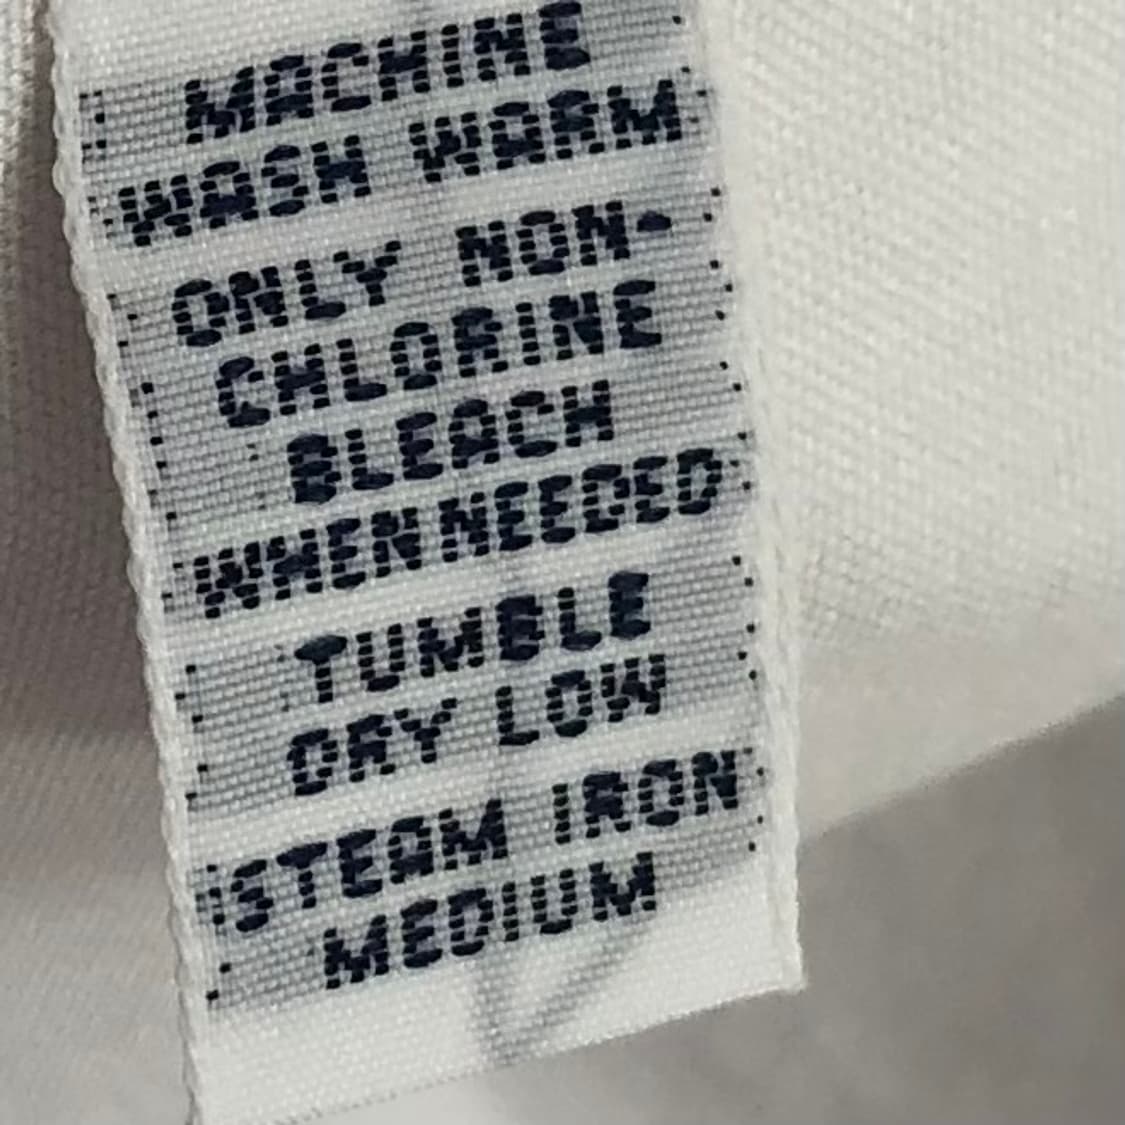 MACHINE
WASH WARM
ONLY NON-
CHLORINE
BLEACH
WHEN NEEDED
TUMBLE
DRY LOW
STEAM IRON
MEDIUM